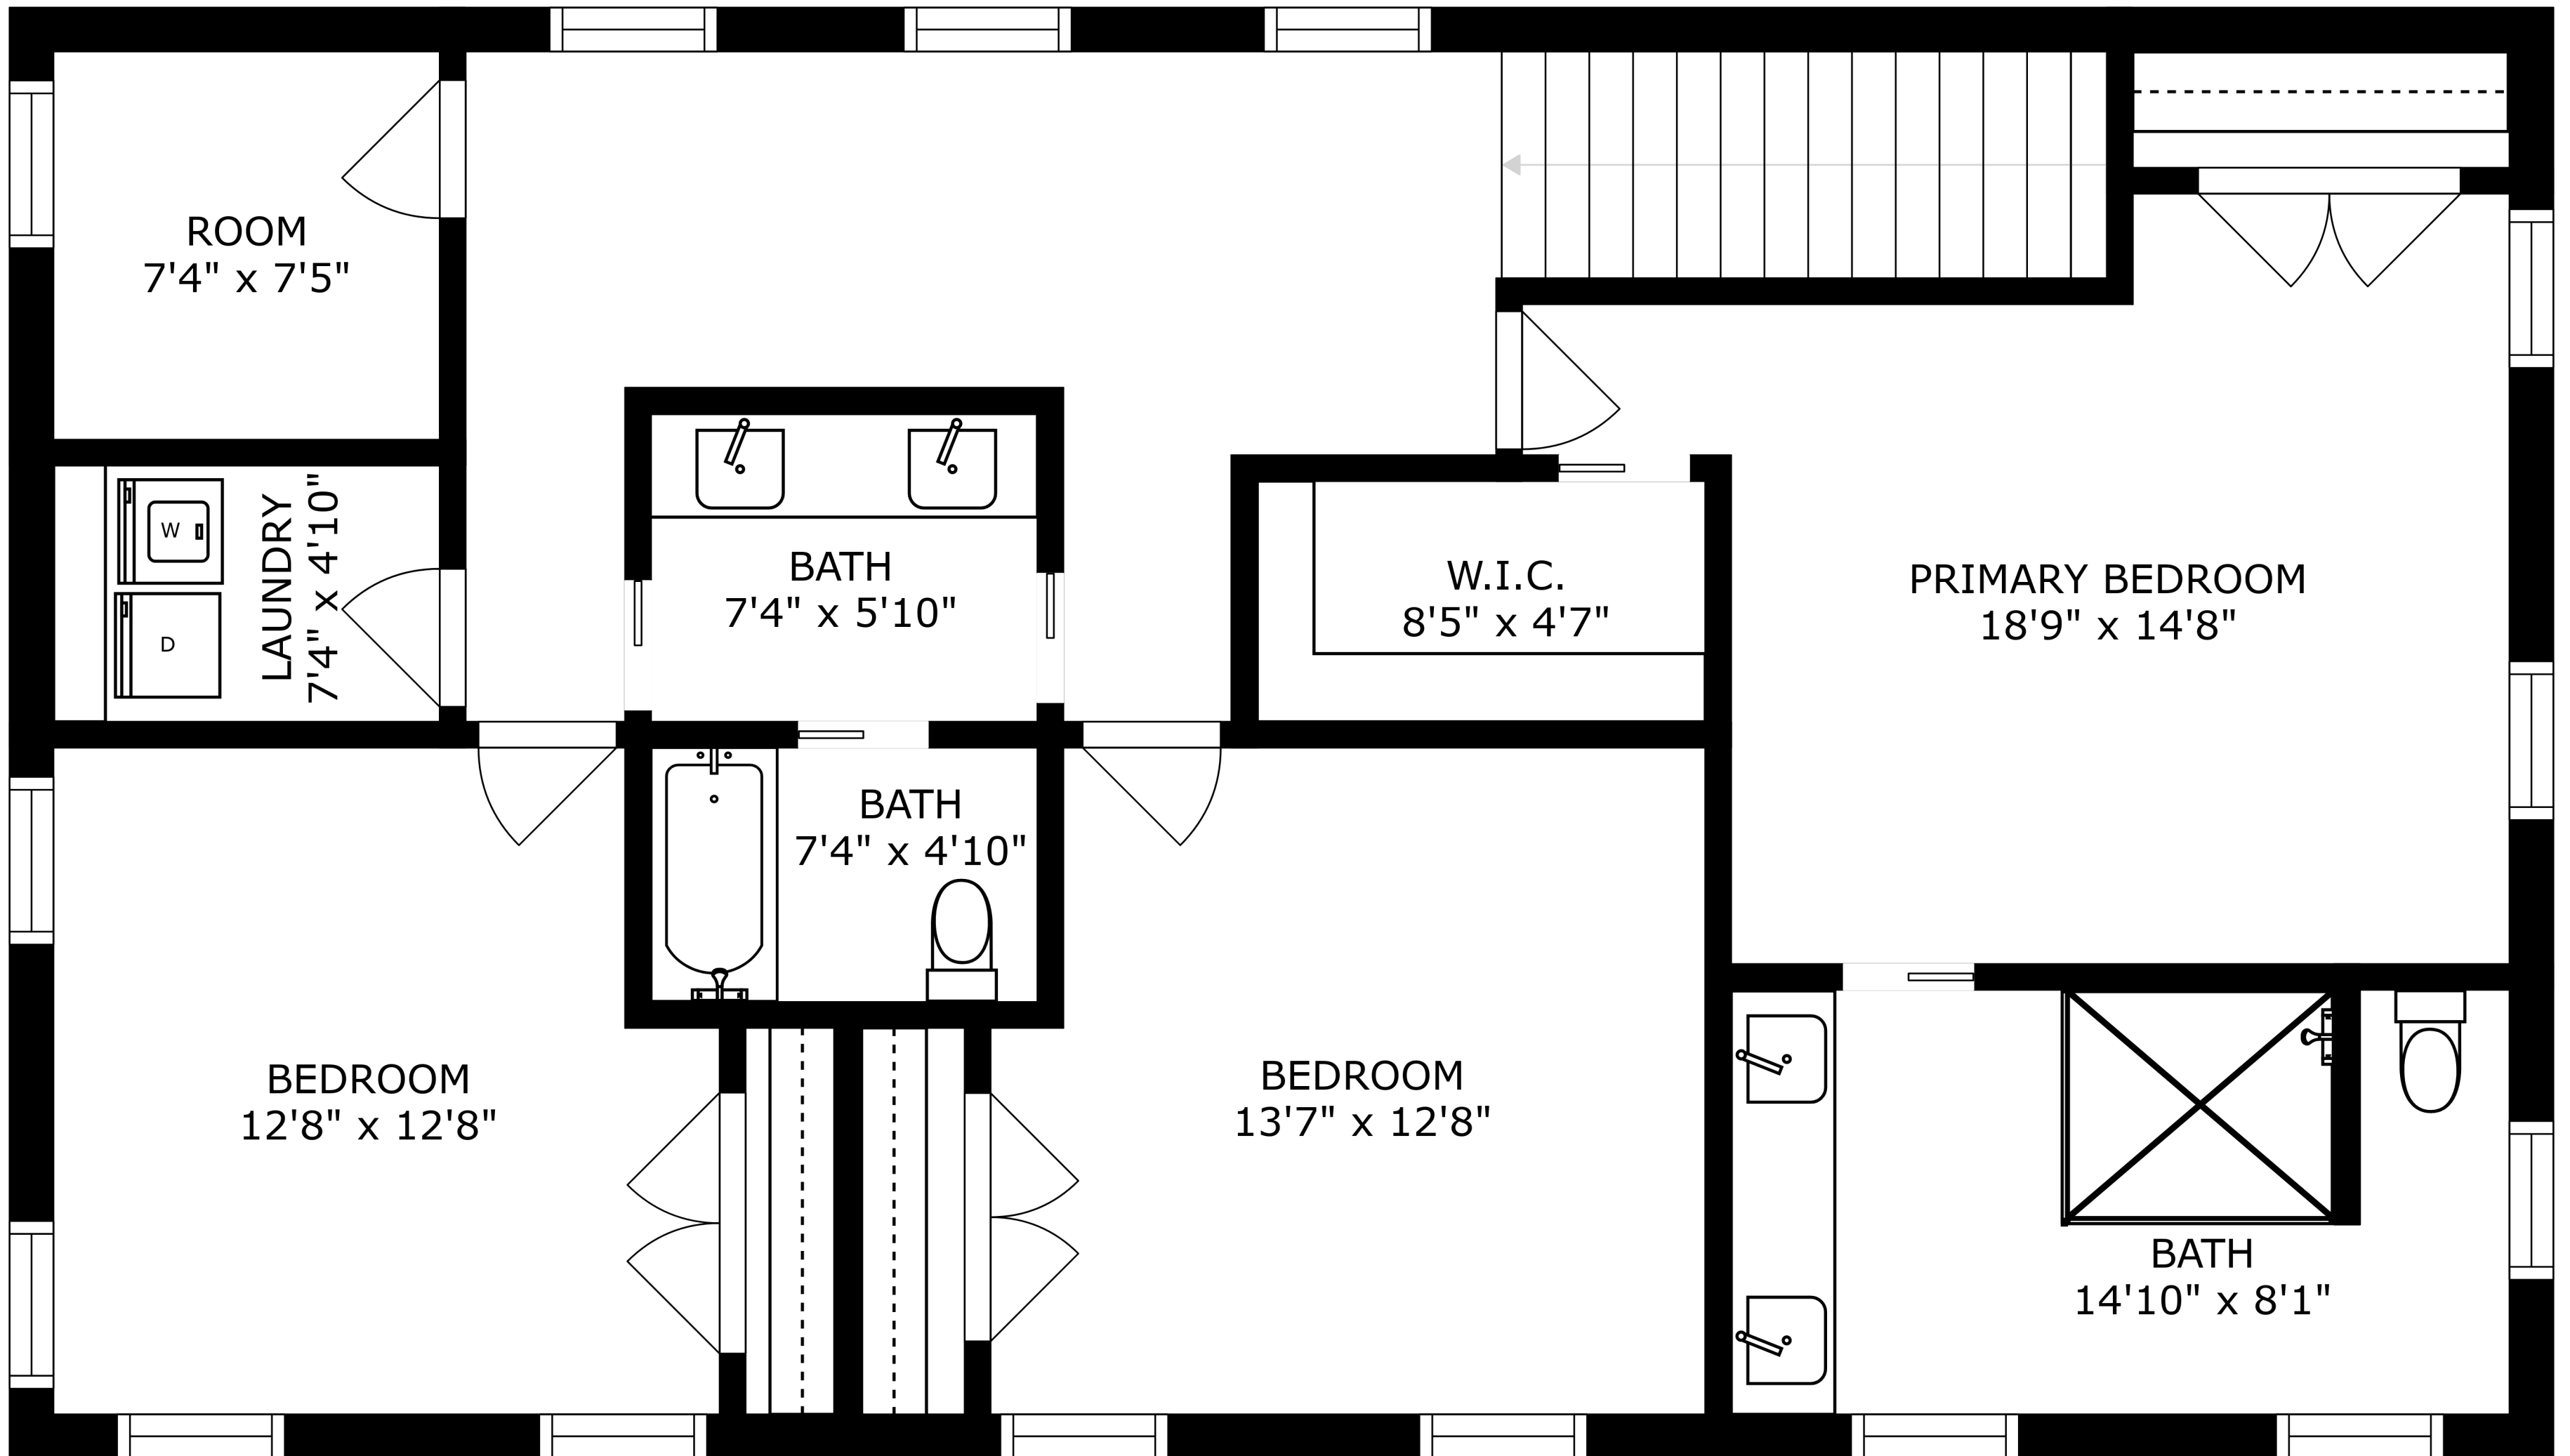 ROOM
7'4" x 7'5"
W
D
LAUNDRY
7'4" x 4'10"
BATH
7'4" x 5'10"
W.I.C.
8'5" x 4'7"
PRIMARY BEDROOM
18'9" x 14'8"
BATH
7'4" x 4'10"
BEDROOM
12'8" x 12'8"
BEDROOM
13'7" x 12'8"
BATH
14'10" x 8'1"